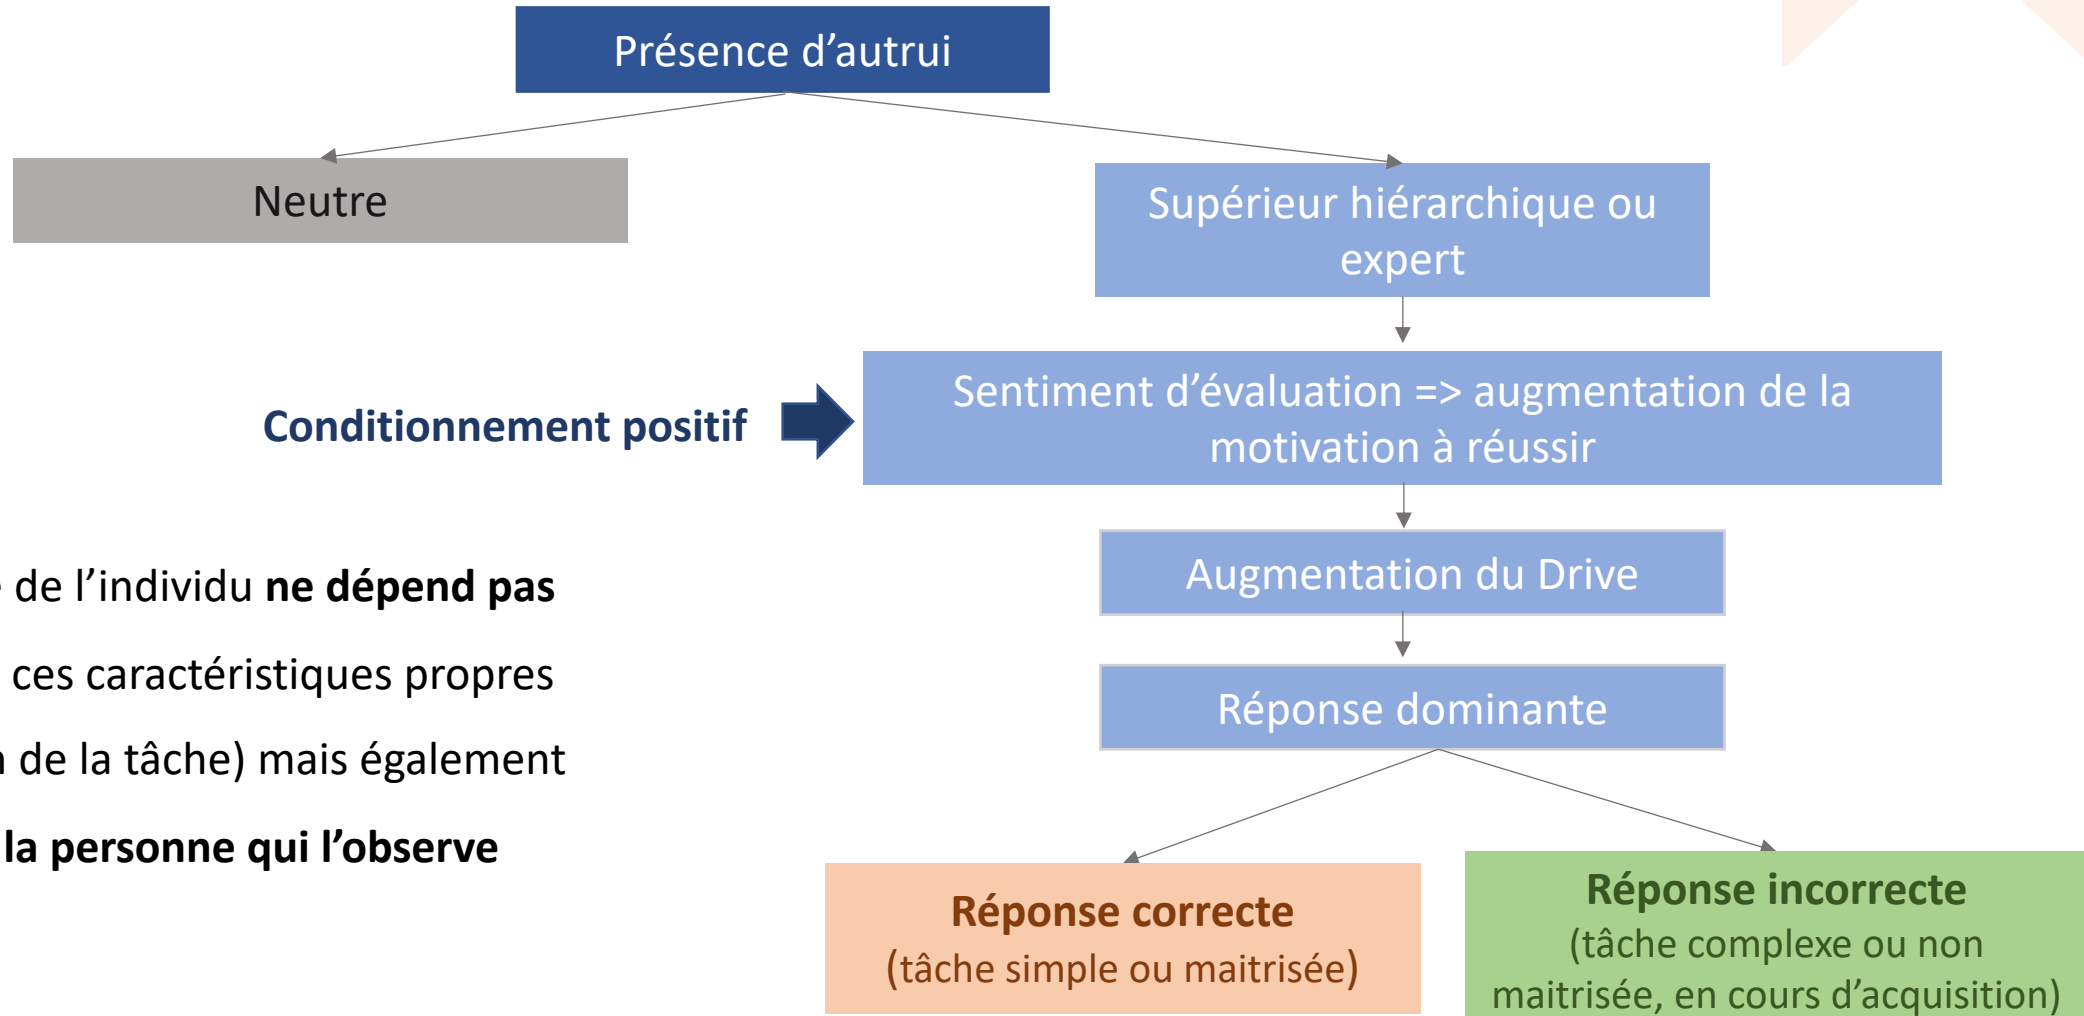 Présence d’autrui
Neutre
Supérieur hiérarchique ou
expert
Conditionnement positif
Sentiment d’évaluation => augmentation de la
motivation à réussir
Augmentation du Drive
de l’individu ne dépend pas
ces caractéristiques propres
de la tâche) mais également
la personne qui l’observe
Réponse dominante
Réponse correcte
(tâche simple ou maitrisée)
Réponse incorrecte
(tâche complexe ou non
maitrisée, en cours d’acquisition)